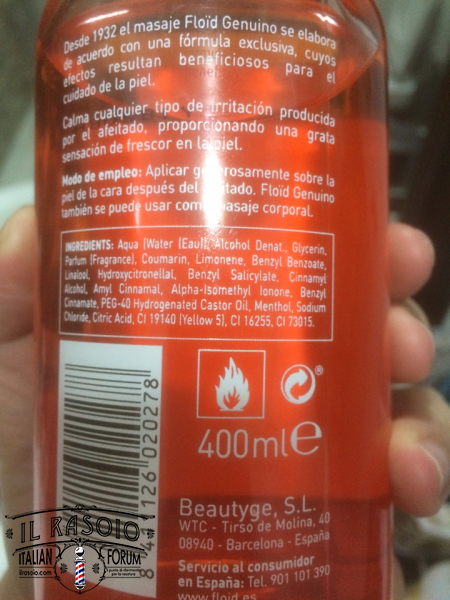 Desde 1932 el masaje Floïd Genuino se elabora
de acuerdo con una fórmula exclusiva, cuyos
efectos resultan beneficiosos para el
cuidado de la piel.
Calma cualquier tipo de irritación producida
por el afeitado, proporcionando una grata
sensación de frescor en la piel.
Modo de empleo: Aplicar generosamente sobre la
piel de la cara después del afeitado. Floïd Genuino
también se puede usar como masaje corporal.
INGREDIENTS: Aqua (Water (Eau), Alcohol Denat., Glycerin,
Parfum (Fragrance), Coumarin, Limonene, Benzyl Benzoate,
Linalool, Hydroxycitronellal, Benzyl Salicylate, Cinnamyl
Alcohol, Amyl Cinnamal, Alpha-Isomethyl Ionone, Benzyl
Cinnamate, PEG-40 Hydrogenated Castor Oil, Menthol, Sodium
Chloride, Citric Acid, CI 19140 (Yellow 5), CI 16255, CI 73015.
126 020278
®
400ml e
Beautyge, S.L.
WTC - Tirso de Molina, 40
08940 - Barcelona - España
Servicio al consumidor
en España: Tel. 901 101 390
www.floid.es
IL RASOIO
ITALIAN FORUM
ilrasoio.com